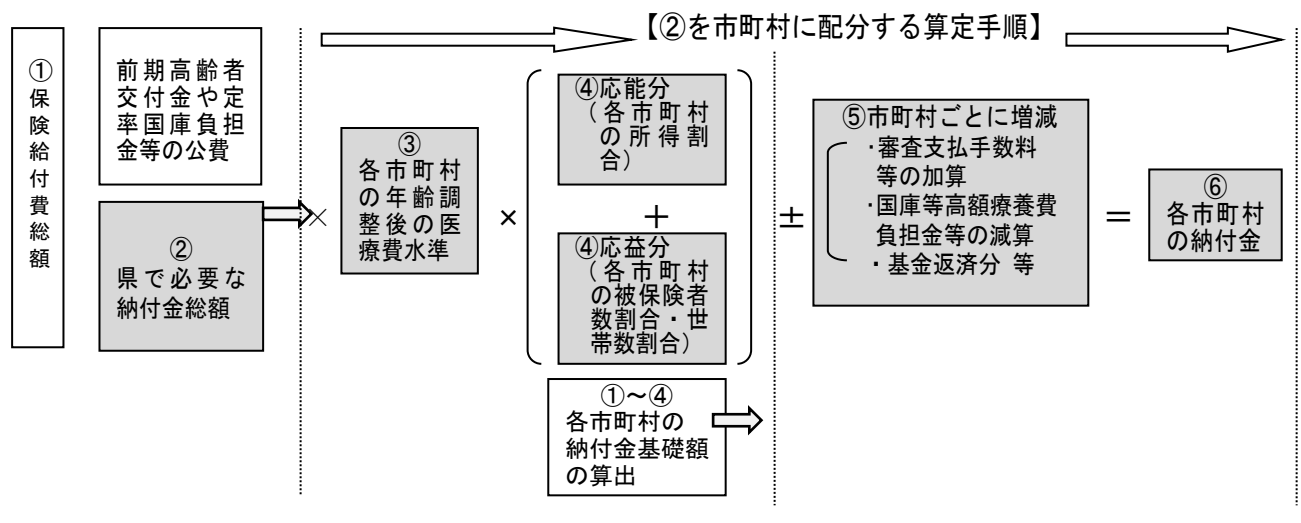 【②を市町村に配分する算定手順】
①保険給付費総額
前期高齢者
交付金や定
率国庫負担
金等の公費
②
県で必要な
納付金総額
×
③
各市町村
の年齢調
整後の医
療費水準
×
④応能分
（各市町村
の所得割
合）
＋
④応益分
（各市町村
の被保険者
数割合・世
帯数割合）
①～④
各市町村の
納付金基礎額
の算出
±
⑤市町村ごとに増減
・審査支払手数料
等の加算
・国庫等高額療養費
負担金等の減算
・基金返済分 等
＝
⑥
各市町村
の納付金